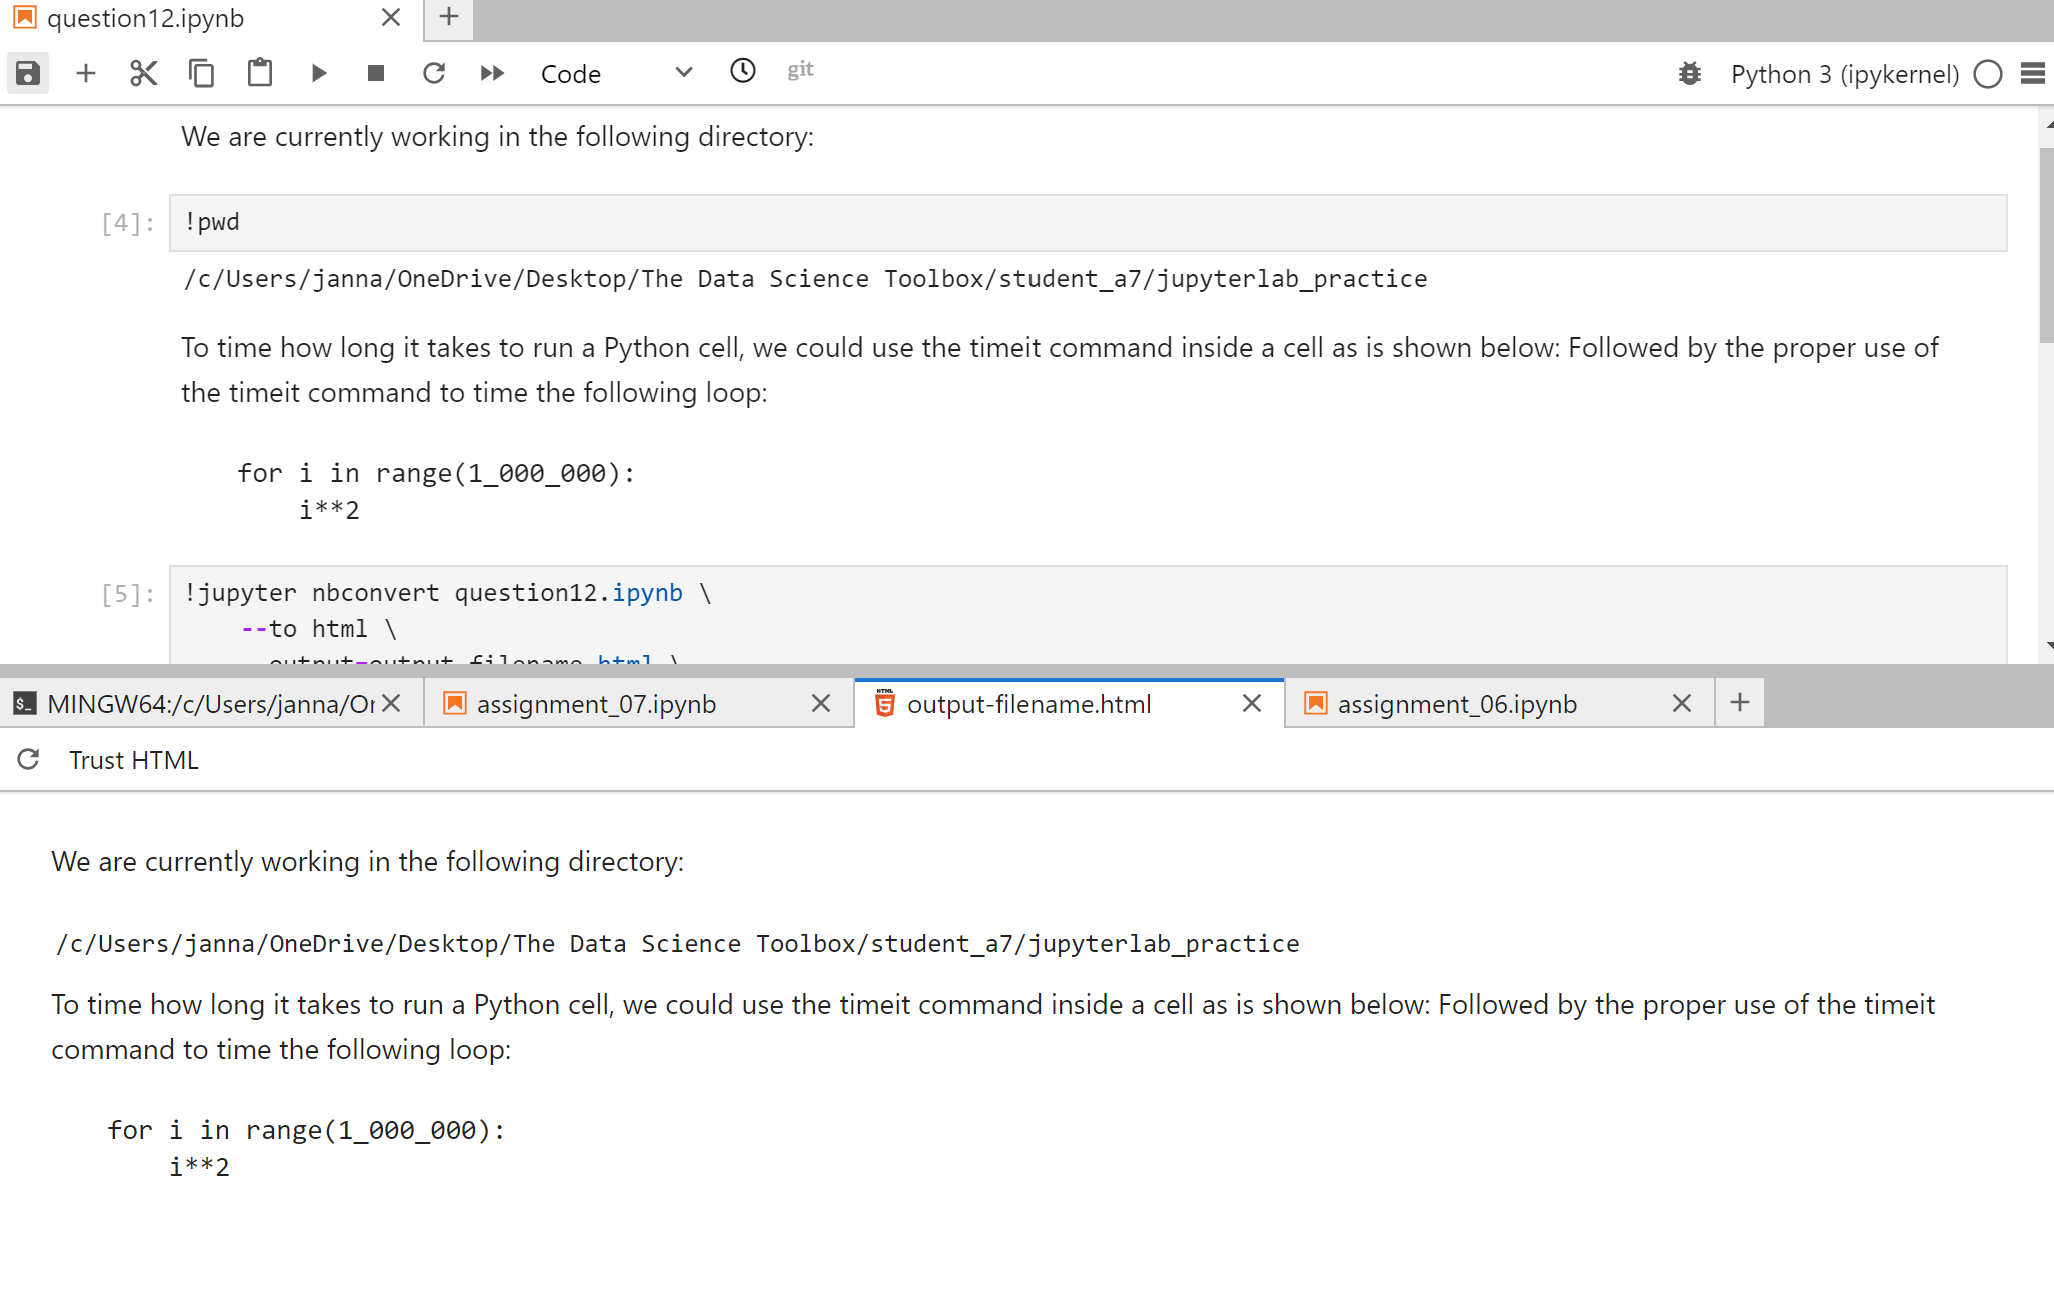 question12.ipynb
Code
git
Python 3 (ipykernel)
We are currently working in the following directory:
[4]:
!pwd
/c/Users/janna/OneDrive/Desktop/The Data Science Toolbox/student_a7/jupyterlab_practice
To time how long it takes to run a Python cell, we could use the timeit command inside a cell as is shown below: Followed by the proper use of
the timeit command to time the following loop:
for i in range(1_000_000):
i**2
[5]:
!jupyter nbconvert question12.ipynb \
--to html \
output=output-filename.html \
$_ MINGW64:/c/Users/janna/Or
assignment_07.ipynb
HTML 5 output-filename.html
assignment_06.ipynb
Trust HTML
We are currently working in the following directory:
/c/Users/janna/OneDrive/Desktop/The Data Science Toolbox/student_a7/jupyterlab_practice
To time how long it takes to run a Python cell, we could use the timeit command inside a cell as is shown below: Followed by the proper use of the timeit
command to time the following loop:
for i in range(1_000_000):
i**2